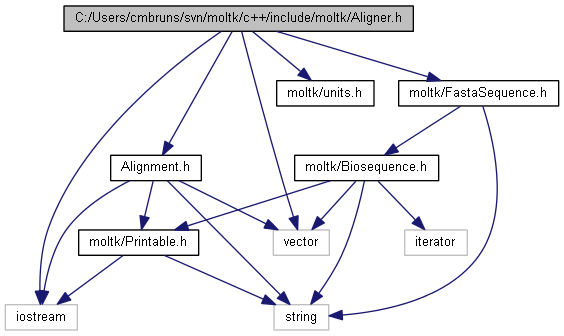 C:/Users/cmbruns/svn/moltk/c++/include/moltk/Aligner.h
moltk/units.h
moltk/FastaSequence.h
Alignment.h
moltk/Biosequence.h
moltk/Printable.h
vector
iterator
iostream
string